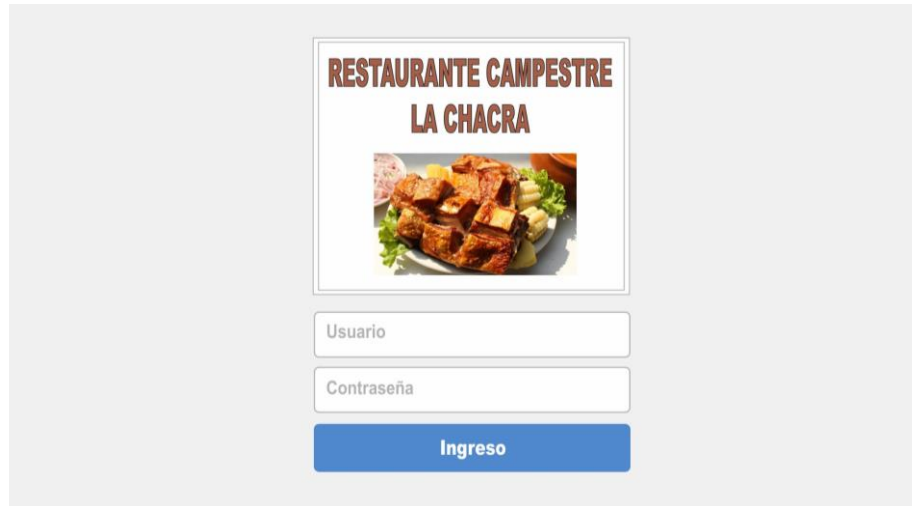 RESTAURANTE CAMPESTRE
LA CHACRA
Usuario
Contraseña
Ingreso